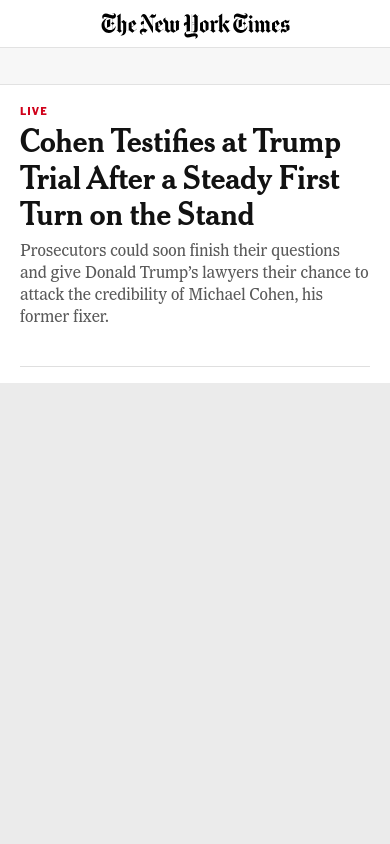 The New York Times
LIVE
Cohen Testifies at Trump
Trial After a Steady First
Turn on the Stand
Prosecutors could soon finish their questions
and give Donald Trump’s lawyers their chance to
attack the credibility of Michael Cohen, his
former fixer.